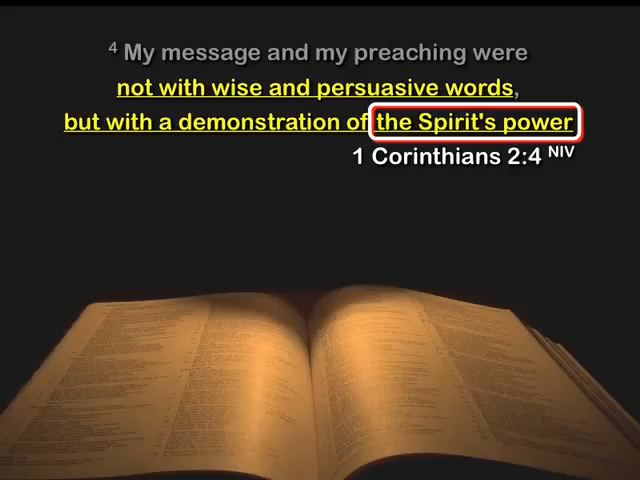 4 My message and my preaching were
not with wise and persuasive words,
but with a demonstration of the Spirit's power
1 Corinthians 2:4 NIV